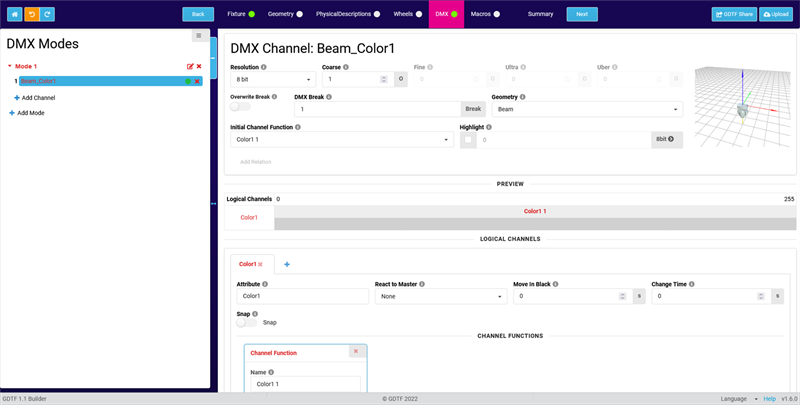 Back
Fixture
Geometry
PhysicalDescriptions
Wheels
DMX
Macros
Summary
Next
GDTF Share
Upload
DMX Modes
Mode 1
1 Beam_Color1
Add Channel
Add Mode
DMX Channel: Beam_Color1
Resolution
Coarse
Fine
Ultra
Uber
8 bit
1
0
0
0
Overwrite Break
DMX Break
Geometry
1
Break
Beam
Initial Channel Function
Highlight
Color1 1
0
8bit
Add Relation
PREVIEW
Logical Channels
0
255
Color1
Color1 1
LOGICAL CHANNELS
Color1
Attribute
React to Master
Move In Black
Change Time
Color1
None
0
s
0
s
Snap
Snap
CHANNEL FUNCTIONS
Channel Function
Name
Color1 1
GDTF 1.1 Builder
© GDTF 2022
Language
Help
v1.6.0